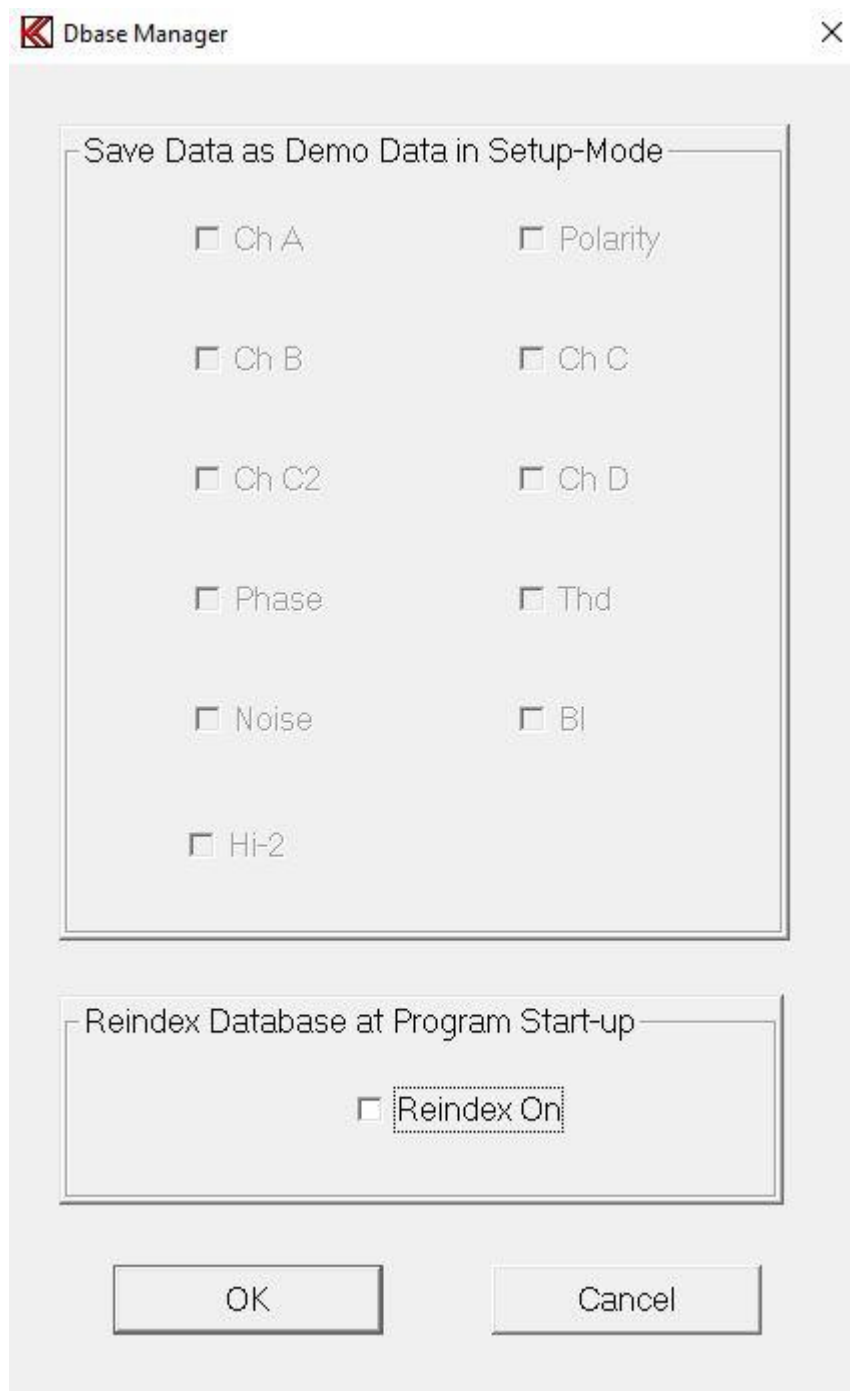 Dbase Manager
Save Data as Demo Data in Setup-Mode
Ch A
Polarity
Ch B
Ch C
Ch C2
Ch D
Phase
Thd
Noise
Bl
Hi-2
Reindex Database at Program Start-up
Reindex On
OK
Cancel